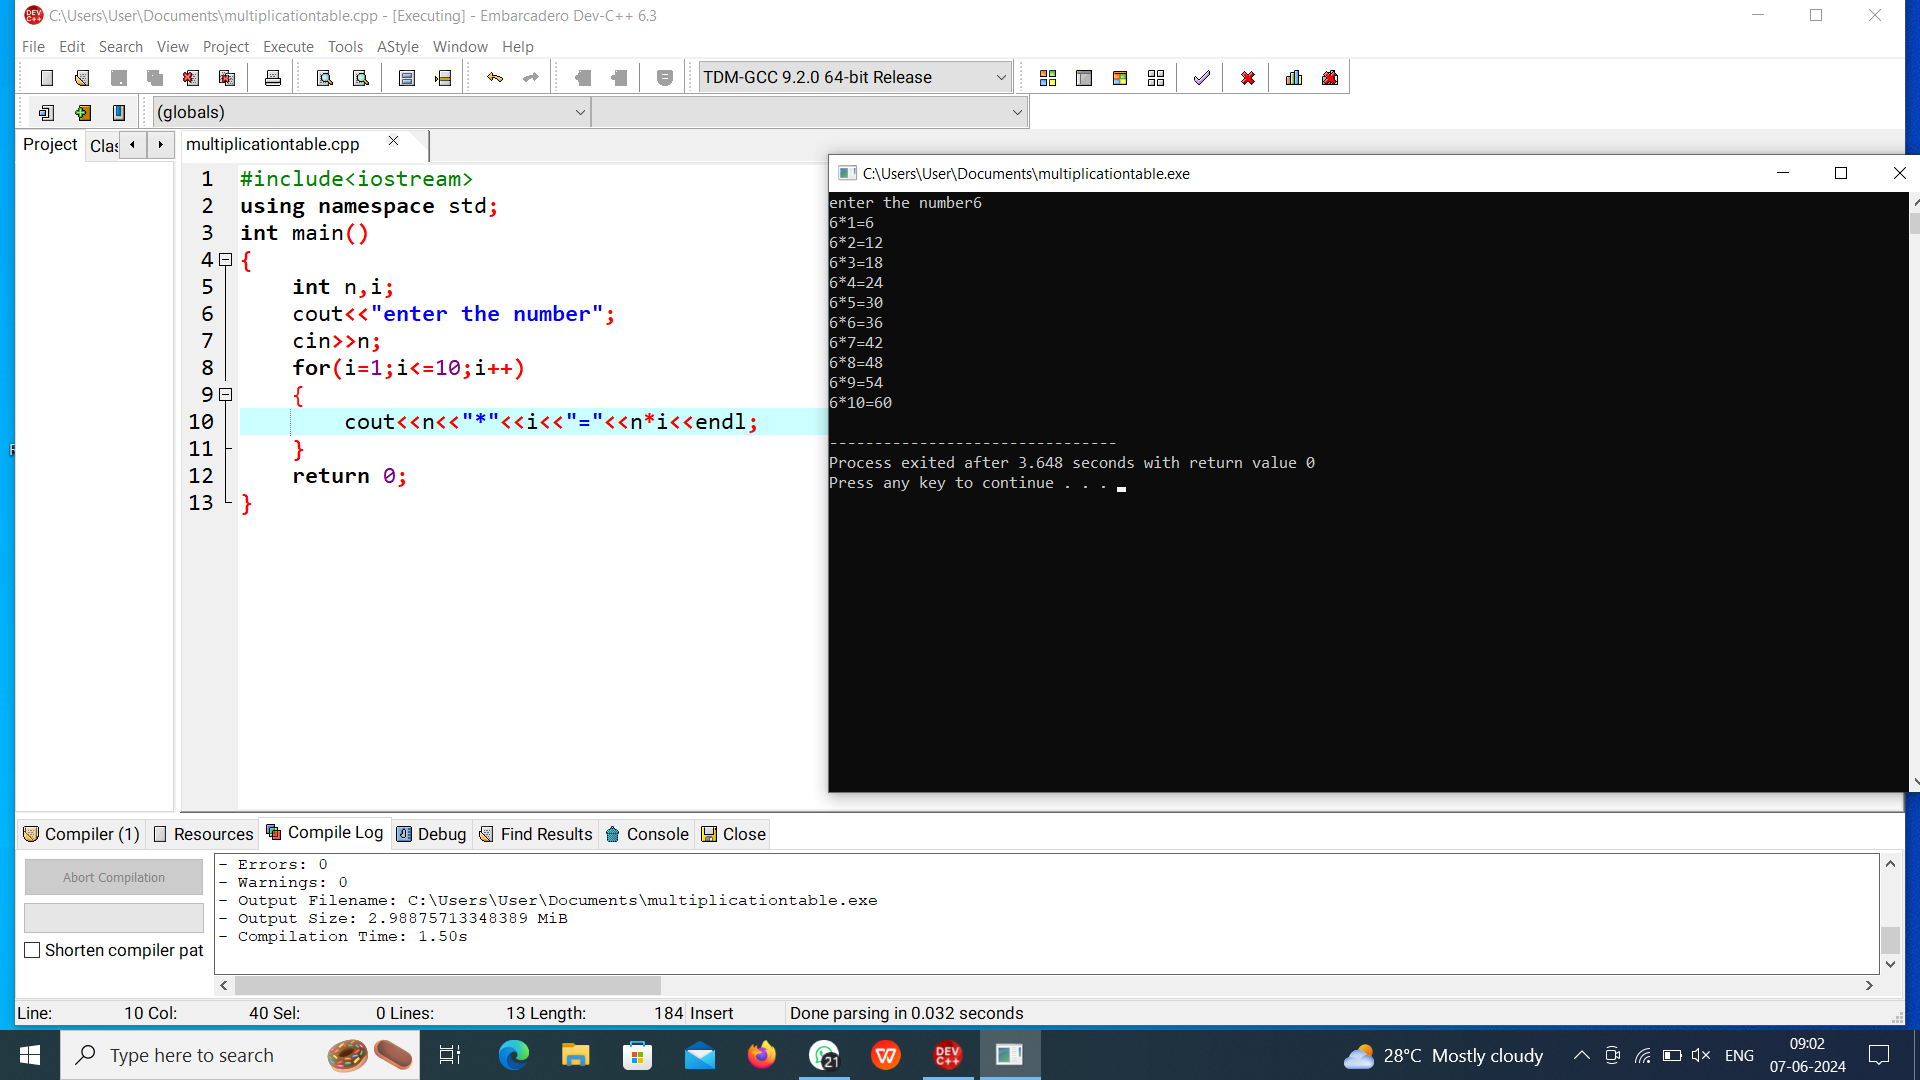 C:\Users\User\Documents\multiplicationtable.cpp - [Executing] - Embarcadero Dev-C++ 6.3
File Edit Search View Project Execute Tools AStyle Window Help
TDM-GCC 9.2.0 64-bit Release
(globals)
Project Clas
multiplicationtable.cpp
1 #include<iostream>
2 using namespace std;
3 int main()
4 {
5 int n,i;
6 cout<<"enter the number";
7 cin>>n;
8 for(i=1;i<=10;i++)
9 {
10 cout<<n<<"*"<<i<<"="<<n*i<<endl;
11 }
12 return 0;
13 }
C:\Users\User\Documents\multiplicationtable.exe
enter the number6
6*1=6
6*2=12
6*3=18
6*4=24
6*5=30
6*6=36
6*7=42
6*8=48
6*9=54
6*10=60
--------------------------------
Process exited after 3.648 seconds with return value 0
Press any key to continue . . .
Compiler (1) Resources Compile Log Debug Find Results Console Close
Abort Compilation
Shorten compiler pat
- Errors: 0
- Warnings: 0
- Output Filename: C:\Users\User\Documents\multiplicationtable.exe
- Output Size: 2.98875713348389 MiB
- Compilation Time: 1.50s
Line: 10 Col: 40 Sel: 0 Lines: 13 Length: 184 Insert Done parsing in 0.032 seconds
Type here to search
21
DEV C++
28°C Mostly cloudy
ENG
09:02
07-06-2024